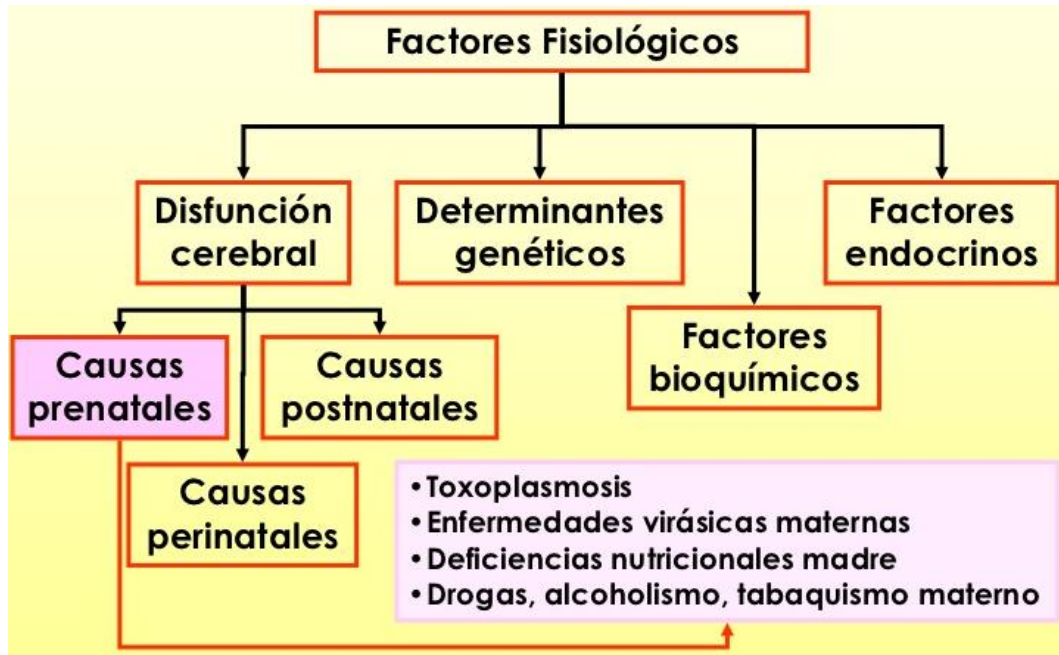 Factores Fisiológicos
Disfunción
cerebral
Determinantes
genéticos
Factores
endocrinos
Factores
bioquímicos
Causas
prenatales
Causas
postnatales
Causas
perinatales
•Toxoplasmosis
•Enfermedades virásicas maternas
•Deficiencias nutricionales madre
•Drogas, alcoholismo, tabaquismo materno